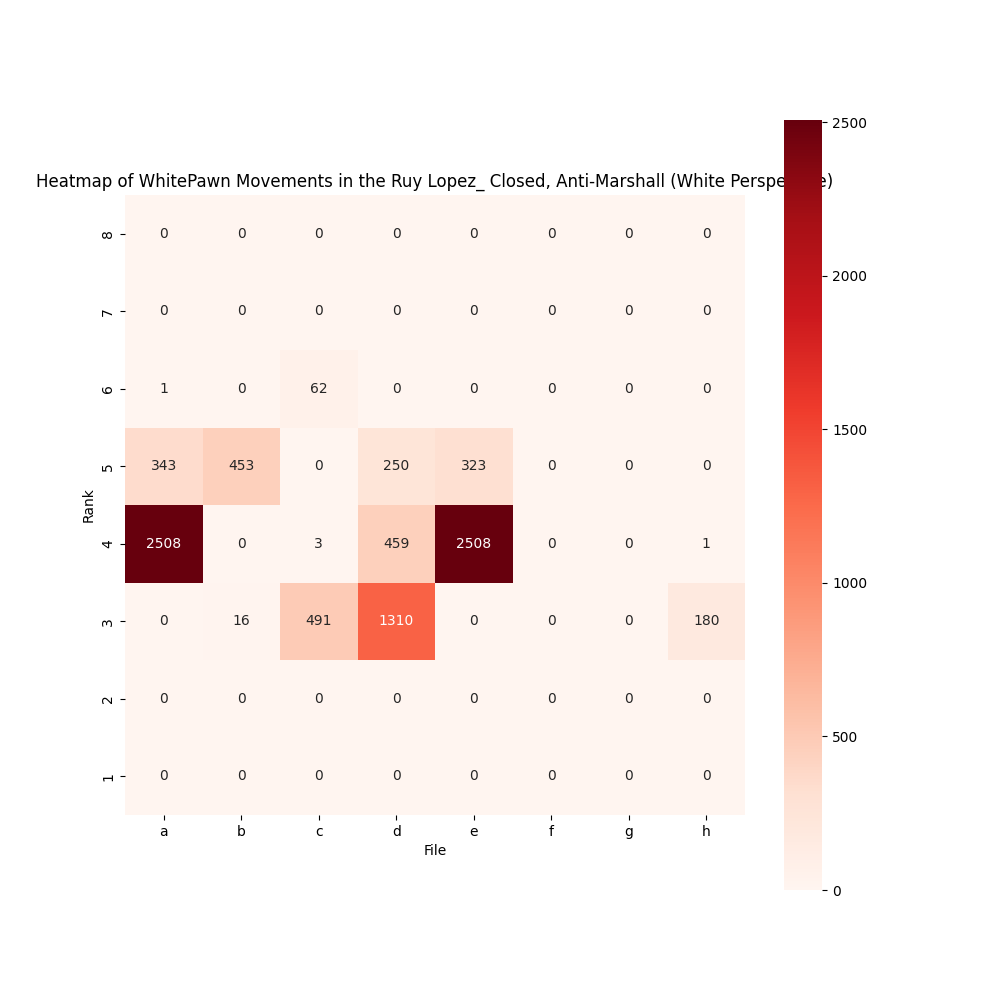 2500
Heatmap of WhitePawn Movements in the Ruy Lopez_ Closed, Anti-Marshall (White Perspective)
8 0 0 0 0 0 0 0 0
2000
7 0 0 0 0 0 0 0 0
6 1 0 62 0 0 0 0 0
1500
5 343 453 0 250 323 0 0 0
Rank
4 2508 0 3 459 2508 0 0 1
1000
3 0 16 491 1310 0 0 0 180
2 0 0 0 0 0 0 0 0
500
1 0 0 0 0 0 0 0 0
a b c d e f g h
File
0